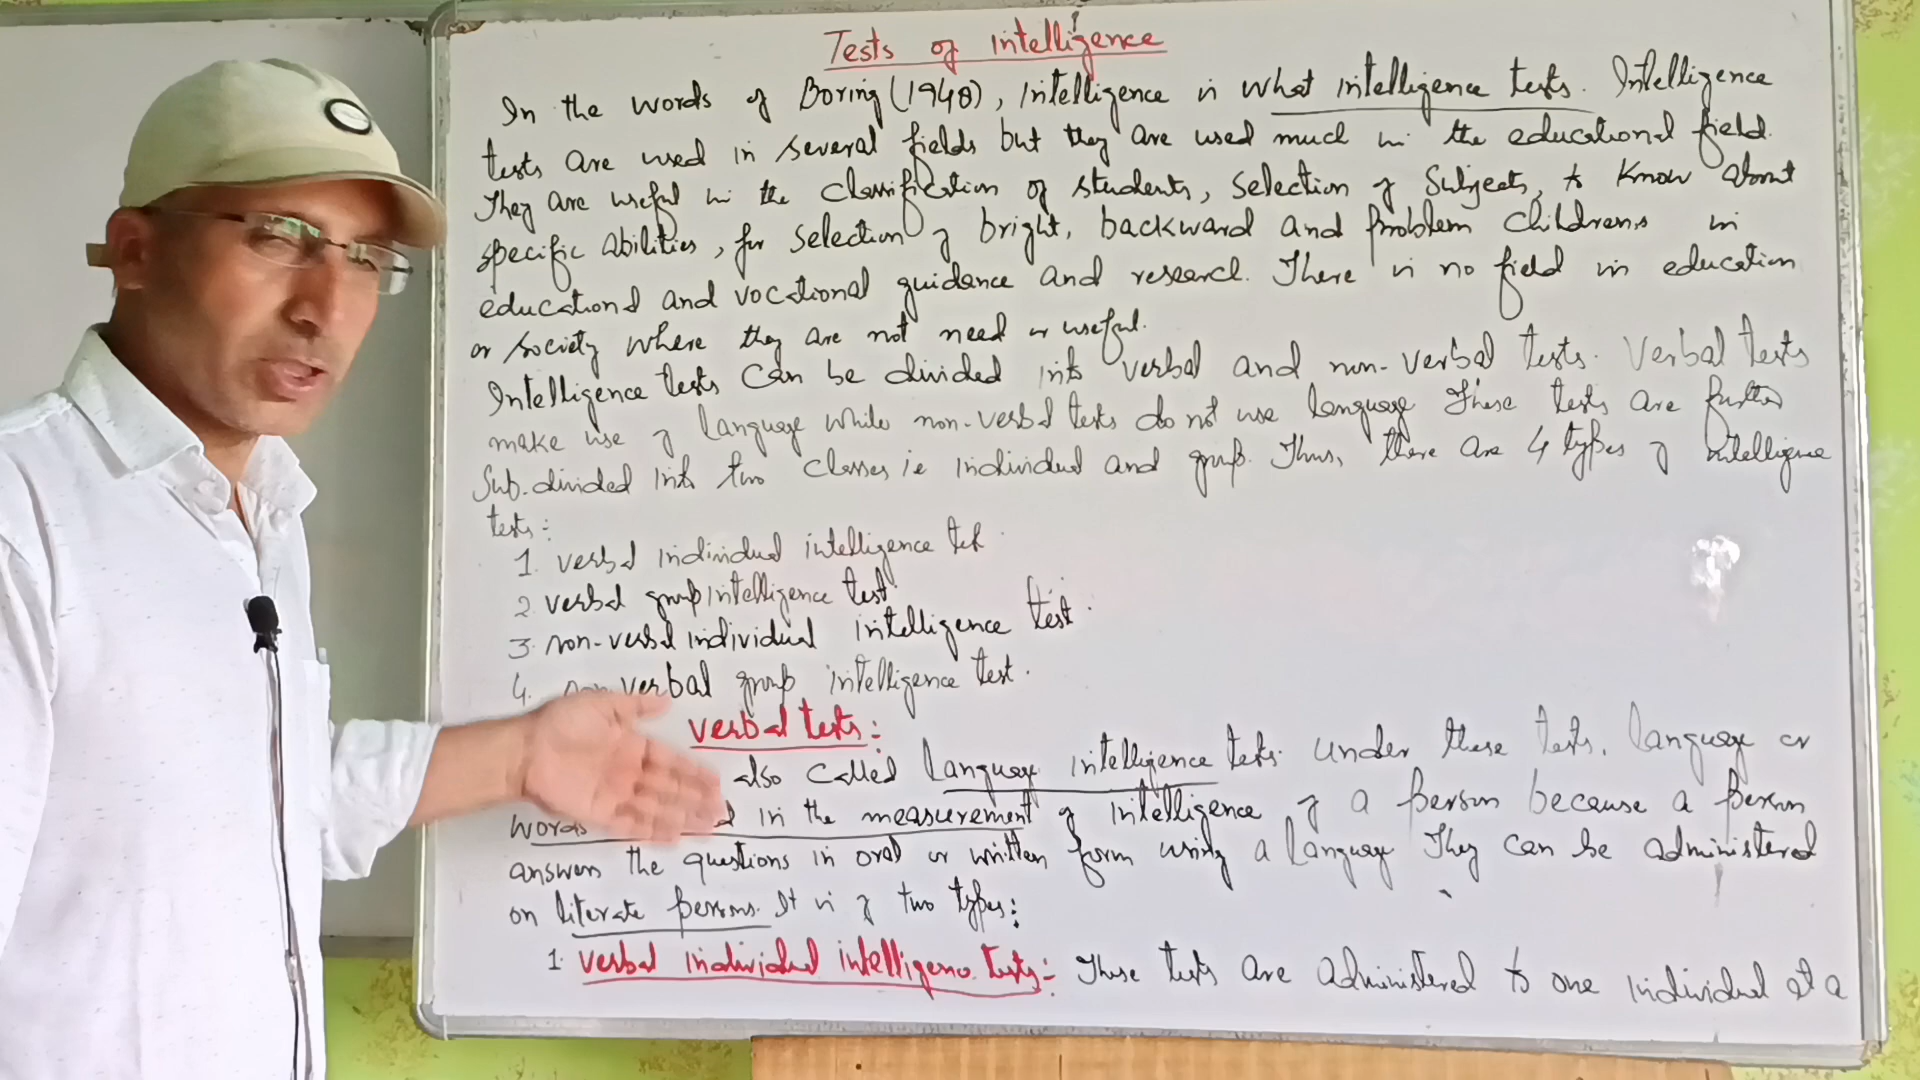 Tests of intelligence
In the words of Boring (1948), Intelligence is what intelligence tests. Intelligence
tests are used in several fields but they are used much in the educational field.
They are useful in the classification of students, selection of subjects, to know about
specific abilities, for selection of bright, backward and problem childrens in
educational and vocational guidance and research. There is no field in education
or society where they are not need or useful.
Intelligence tests can be divided into verbal and non-verbal tests. Verbal tests
make use of language while non-verbal tests do not use language These tests are further
Sub-divided into two classes ie individual and group. Thus, there are 4 types of intelligence
tests:
1. verbal individual intelligence test.
2. verbal group intelligence test
3. non-verbal individual intelligence test.
4. non verbal group intelligence test.
verbal tests:
also called Language intelligence tests. Under these tests, language or
words in the measurement of intelligence of a person because a person
answers the questions in oral or written form using a language They can be administered
on literate persons. It is of two types:
1. verbal individual intelligence tests:- These tests are administered to one individual at a